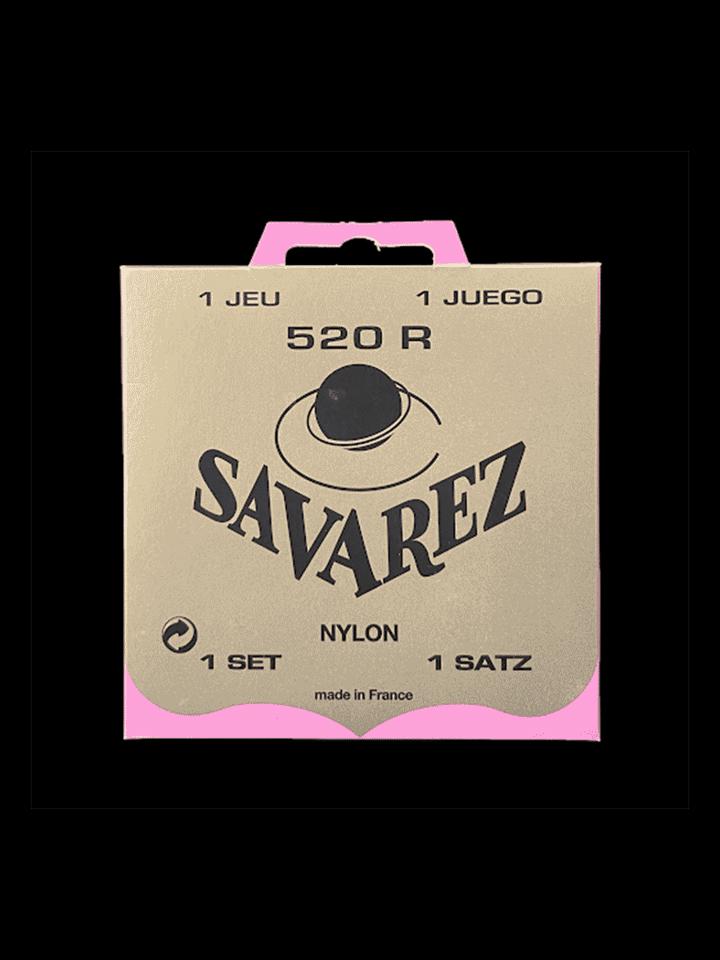 1 JEU 1 JUEGO
520 R
SAVAREZ
NYLON
1 SET 1 SATZ
made in France